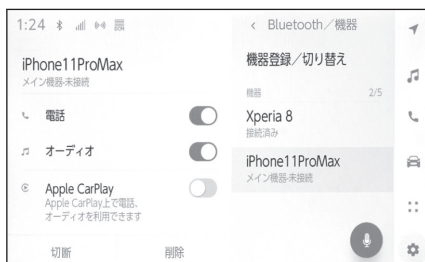 1:24
iPhone11ProMax
メイン機器-未接続
電話
オーディオ
Apple CarPlay
Apple CarPlay上で電話、
オーディオを利用できます
切断
削除
< Bluetooth／機器
機器登録／切り替え
機器 2/5
Xperia 8
接続済み
iPhone11ProMax
メイン機器-未接続